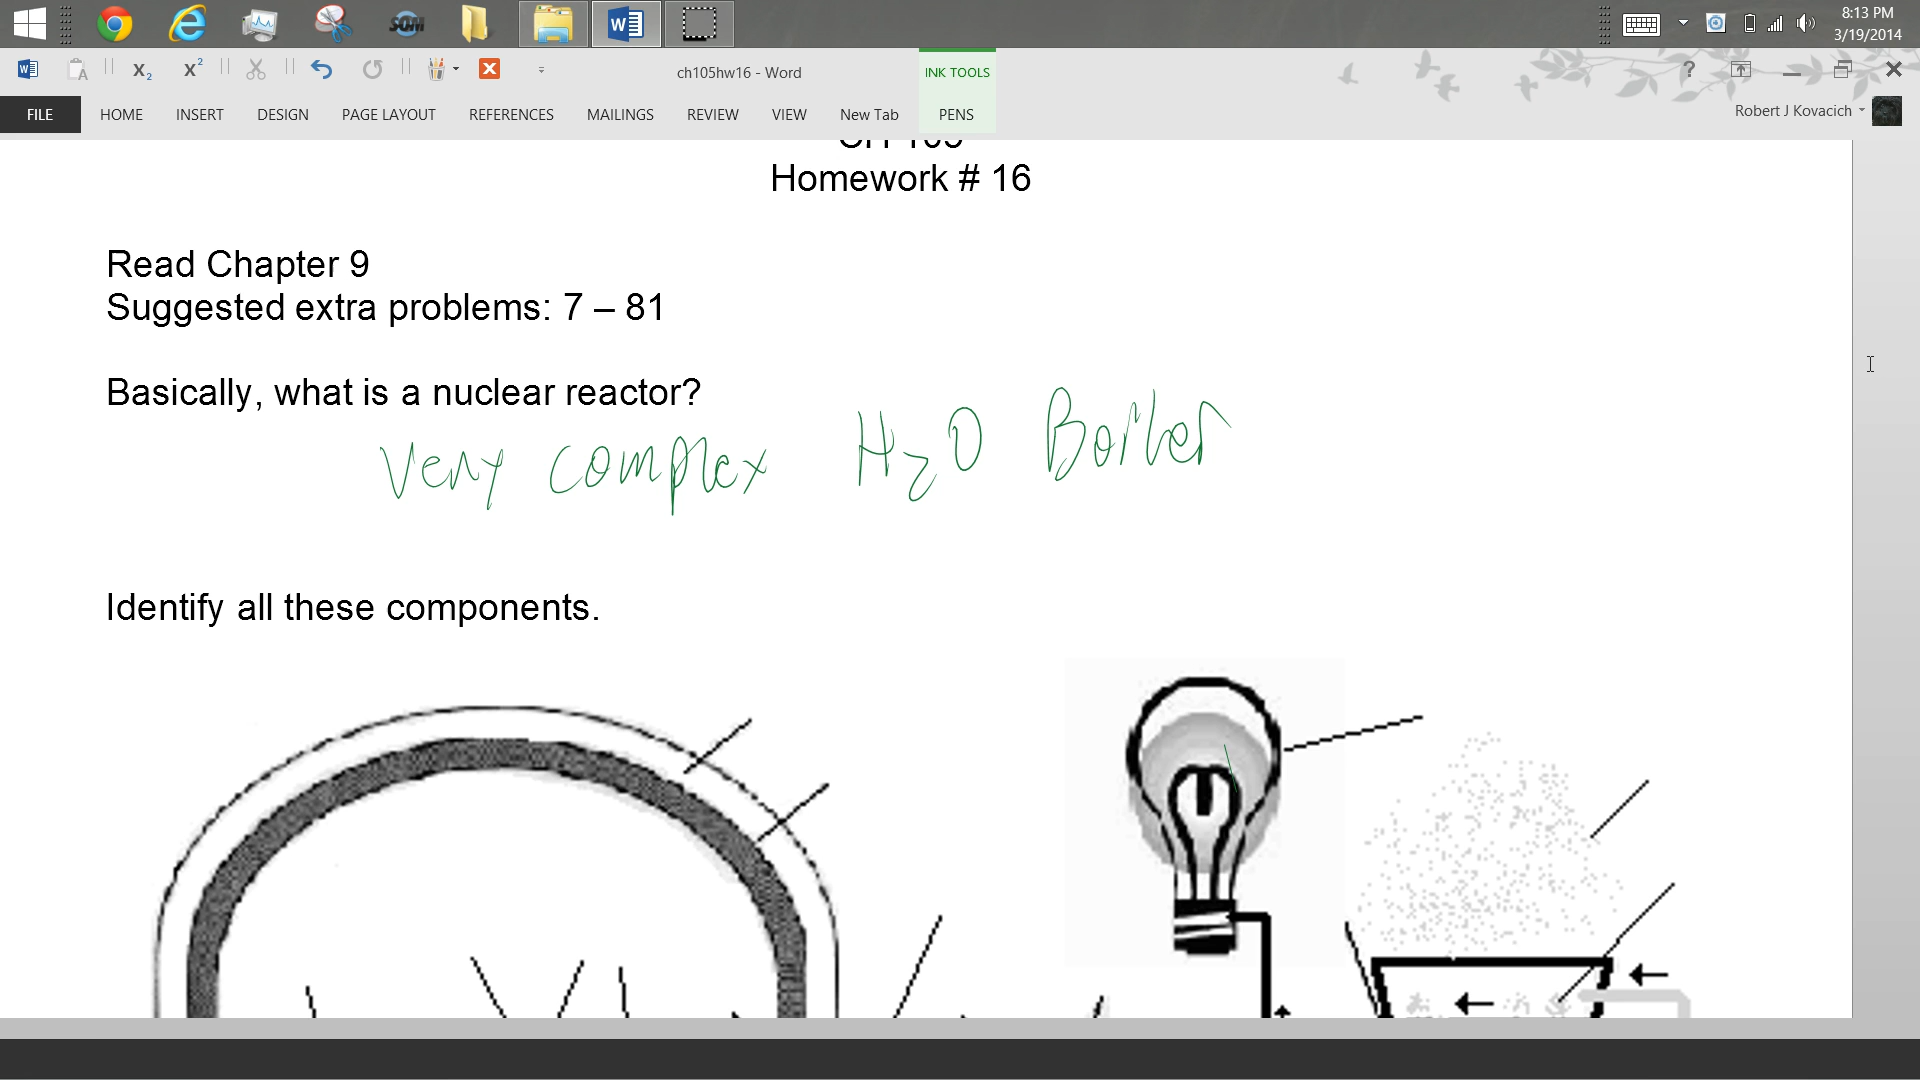 8:13 PM
3/19/2014
ch105hw16 - Word
INK TOOLS
FILE HOME INSERT DESIGN PAGE LAYOUT REFERENCES MAILINGS REVIEW VIEW New Tab PENS
Robert J Kovacich
CH 105
Homework # 16
Read Chapter 9
Suggested extra problems: 7 – 81
Basically, what is a nuclear reactor?
Very complex H2O Boiler
Identify all these components.